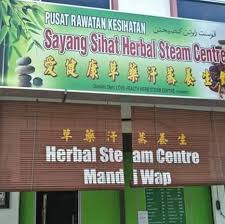 PUSAT RAWATAN KESIHATAN
Sayang Sihat Herbal Steam Centre
愛健康草藥汗蒸養生
草藥汗蒸養生
Herbal Steam Centre
Mandi Wap